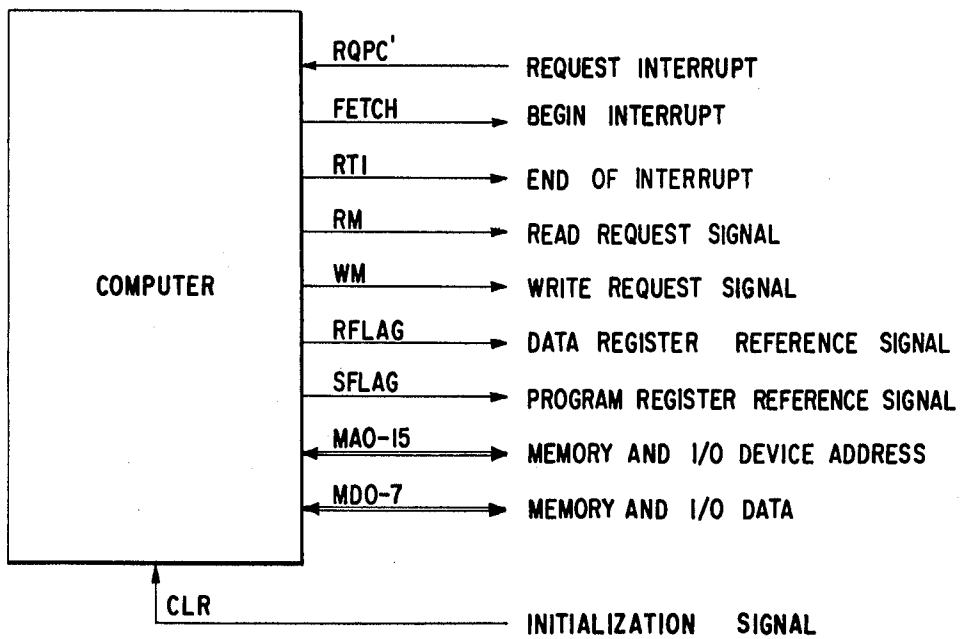 RQPC' REQUEST INTERRUPT
FETCH BEGIN INTERRUPT
RTI END OF INTERRUPT
RM READ REQUEST SIGNAL
COMPUTER WM WRITE REQUEST SIGNAL
RFLAG DATA REGISTER REFERENCE SIGNAL
SFLAG PROGRAM REGISTER REFERENCE SIGNAL
MA0-15 MEMORY AND I/O DEVICE ADDRESS
MD0-7 MEMORY AND I/O DATA
CLR INITIALIZATION SIGNAL